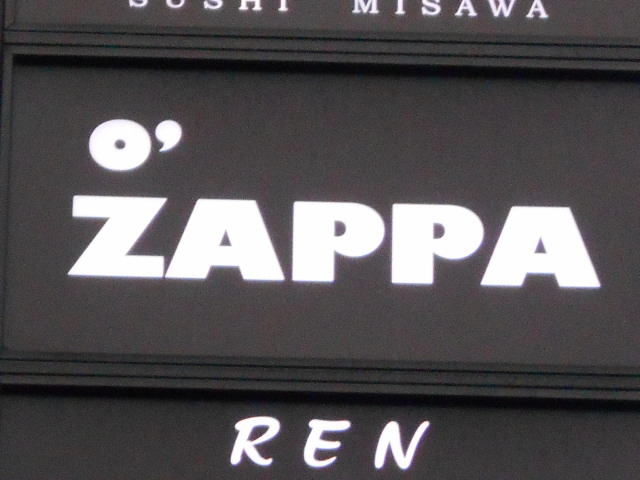 SUSHI MISAWA
O'
ZAPPA
REN